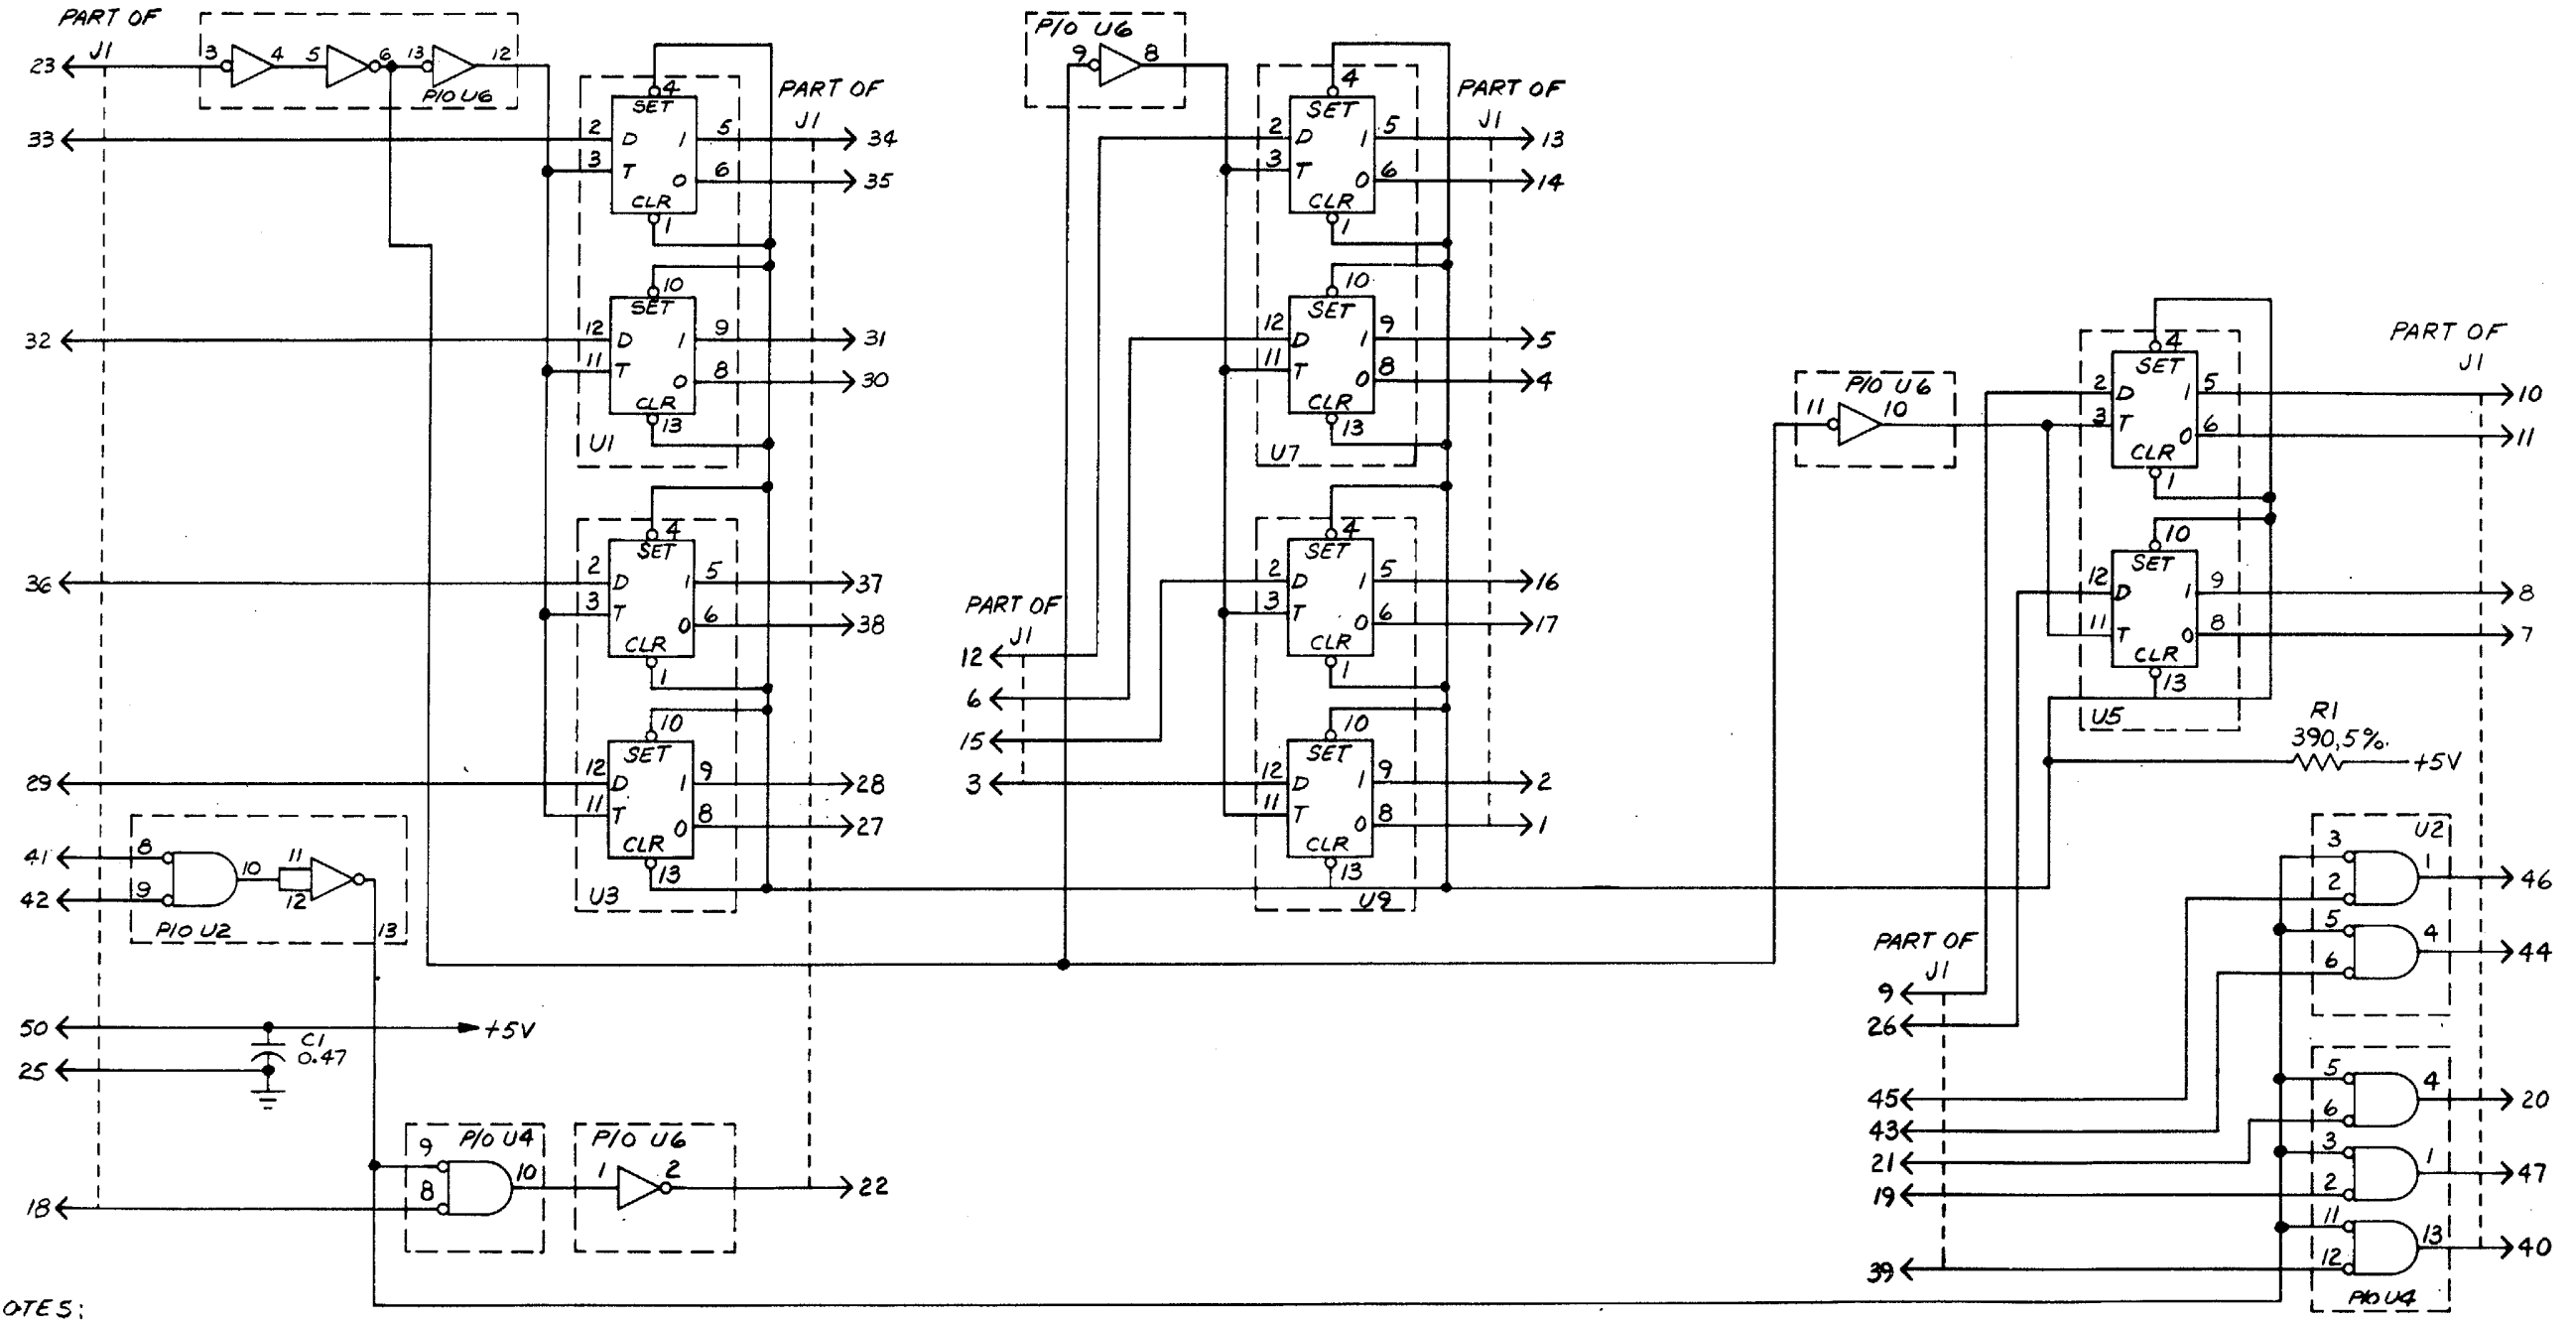 PART OF
J1
23
3 4 5 6 13 12
P/O U6
33
2 D
3 T
4
SET
1 5
0 6
CLR
1
PART OF
J1
34
35
32
12 D
11 T
10
SET
1 9
0 8
CLR
13
U1
31
30
36
2 D
3 T
4
SET
1 5
0 6
CLR
1
37
38
29
12 D
11 T
10
SET
1 9
0 8
CLR
13
U3
28
27
41
42
8
9
10
11
12
P/O U2
13
50
+5V
C1
0.47
25
18
9
8
P/O U4
10
P/O U6
1 2
22
P/O U6
9 8
2 D
3 T
4
SET
1 5
0 6
CLR
1
PART OF
J1
13
14
12 D
11 T
10
SET
1 9
0 8
CLR
13
U7
5
4
PART OF
J1
12
6
15
3
2 D
3 T
4
SET
1 5
0 6
CLR
1
16
17
12 D
11 T
10
SET
1 9
0 8
CLR
13
U9
2
1
P/O U6
11 10
2 D
3 T
4
SET
1 5
0 6
CLR
1
PART OF
J1
10
11
12 D
11 T
10
SET
1 9
0 8
CLR
13
U5
8
7
R1
390,5%.
+5V
PART OF
J1
9
26
45
43
21
19
39
U2
3
2
1
46
5
6
4
44
5
6
4
20
3
2
1
47
11
12
13
40
P/O U4
OTES: